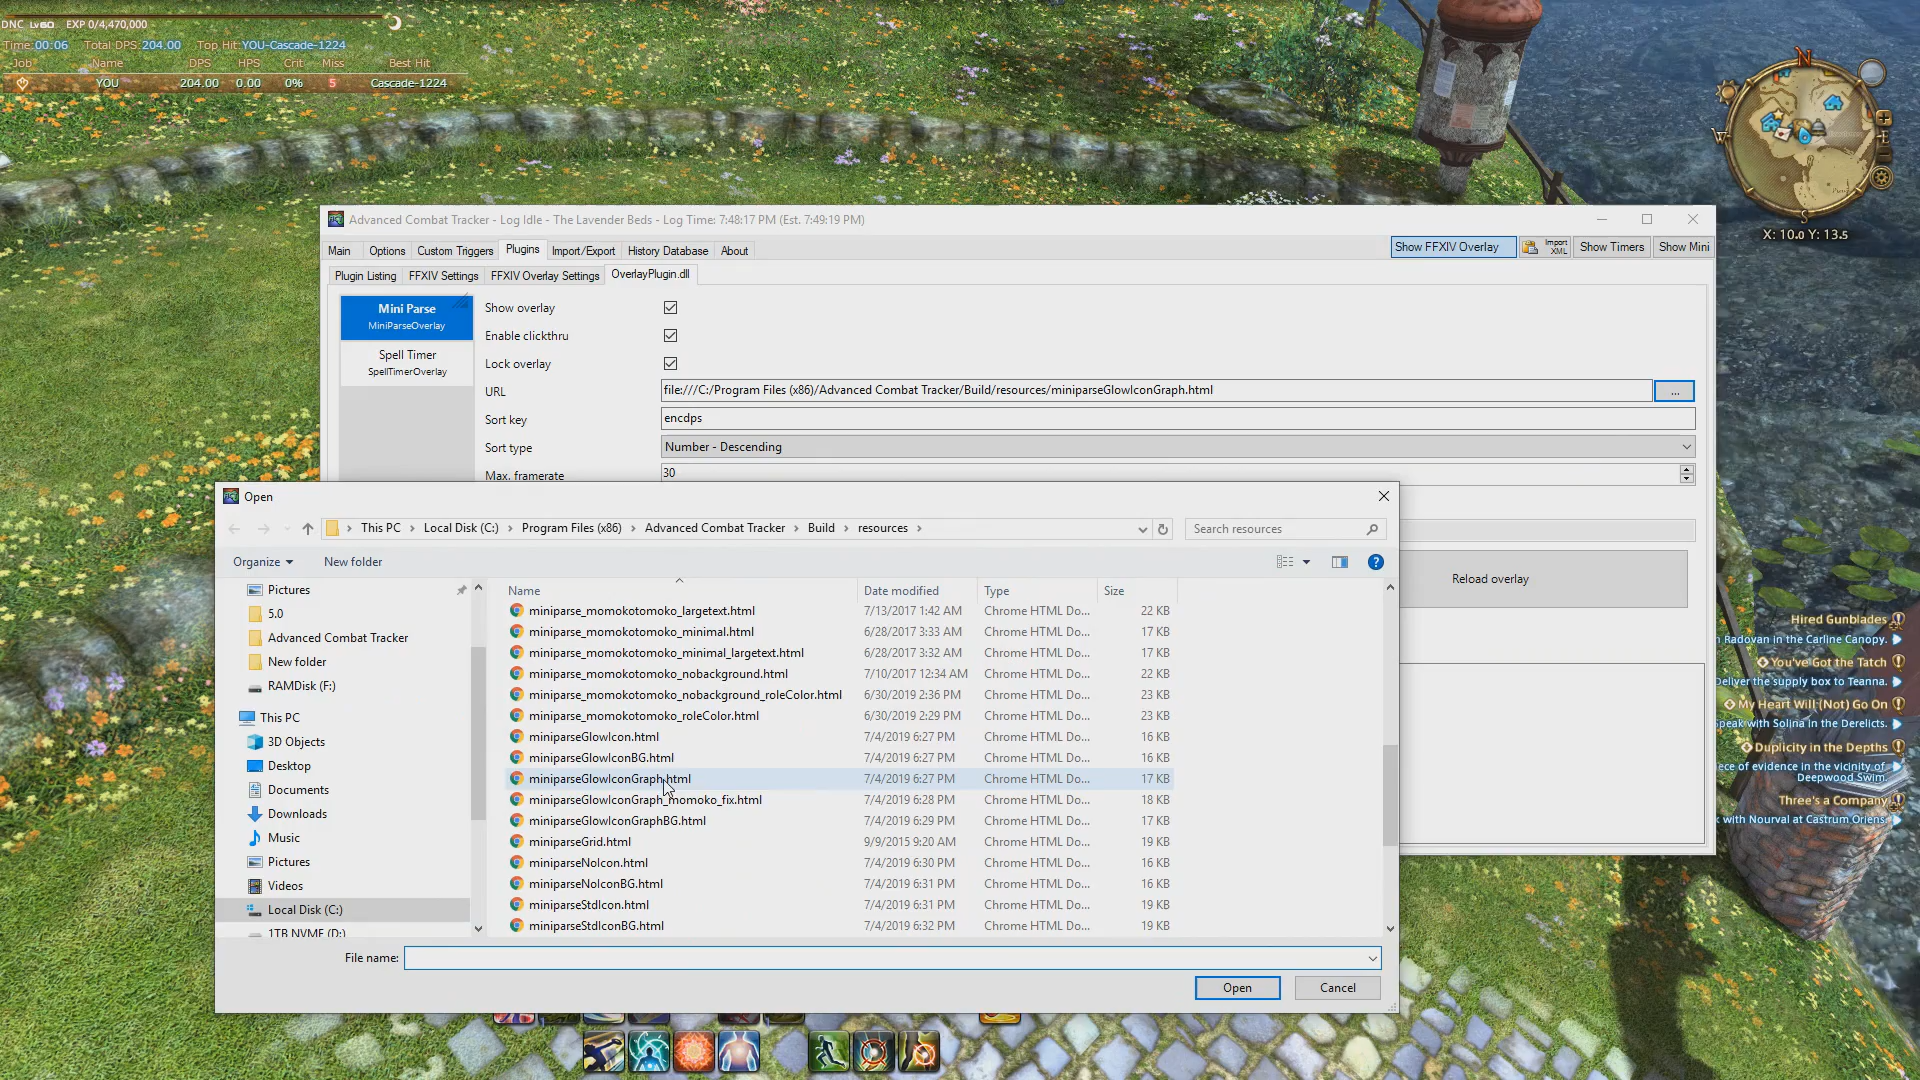 DNC Lv60 EXP 0/4,470,000
Time:00:06 Total DPS:204.00 Top Hit:YOU-Cascade-1224
Job Name DPS HPS Crit Miss Best Hit
YOU 204.00 0.00 0% 5 Cascade-1224
N
W E
S
X: 10.0 Y: 13.5
Advanced Combat Tracker - Log Idle - The Lavender Beds - Log Time: 7:48:17 PM (Est. 7:49:19 PM)
Main Options Custom Triggers Plugins Import/Export History Database About
Show FFXIV Overlay Import XML Show Timers Show Mini
Plugin Listing FFXIV Settings FFXIV Overlay Settings OverlayPlugin.dll
Mini Parse
MiniParseOverlay
Spell Timer
SpellTimerOverlay
Show overlay
Enable clickthru
Lock overlay
URL file:///C:/Program Files (x86)/Advanced Combat Tracker/Build/resources/miniparseGlowIconGraph.html ...
Sort key encdps
Sort type Number - Descending
Max. framerate 30
Reload overlay
Open
This PC > Local Disk (C:) > Program Files (x86) > Advanced Combat Tracker > Build > resources >
Search resources
Organize New folder
Pictures
5.0
Advanced Combat Tracker
New folder
RAMDisk (F:)
This PC
3D Objects
Desktop
Documents
Downloads
Music
Pictures
Videos
Local Disk (C:)
1TB NVME (D:)
Name Date modified Type Size
miniparse_momokotomoko_largetext.html 7/13/2017 1:42 AM Chrome HTML Do... 22 KB
miniparse_momokotomoko_minimal.html 6/28/2017 3:33 AM Chrome HTML Do... 17 KB
miniparse_momokotomoko_minimal_largetext.html 6/28/2017 3:32 AM Chrome HTML Do... 17 KB
miniparse_momokotomoko_nobackground.html 7/10/2017 12:34 AM Chrome HTML Do... 22 KB
miniparse_momokotomoko_nobackground_roleColor.html 6/30/2019 2:36 PM Chrome HTML Do... 23 KB
miniparse_momokotomoko_roleColor.html 6/30/2019 2:29 PM Chrome HTML Do... 23 KB
miniparseGlowIcon.html 7/4/2019 6:27 PM Chrome HTML Do... 16 KB
miniparseGlowIconBG.html 7/4/2019 6:27 PM Chrome HTML Do... 16 KB
miniparseGlowIconGraph.html 7/4/2019 6:27 PM Chrome HTML Do... 17 KB
miniparseGlowIconGraph_momoko_fix.html 7/4/2019 6:28 PM Chrome HTML Do... 18 KB
miniparseGlowIconGraphBG.html 7/4/2019 6:29 PM Chrome HTML Do... 17 KB
miniparseGrid.html 9/9/2015 9:20 AM Chrome HTML Do... 19 KB
miniparseNoIcon.html 7/4/2019 6:30 PM Chrome HTML Do... 16 KB
miniparseNoIconBG.html 7/4/2019 6:31 PM Chrome HTML Do... 16 KB
miniparseStdIcon.html 7/4/2019 6:31 PM Chrome HTML Do... 19 KB
miniparseStdIconBG.html 7/4/2019 6:32 PM Chrome HTML Do... 19 KB
File name:
Open Cancel
Hired Gunblades
Radovan in the Carline Canopy.
You've Got the Tatch
Deliver the supply box to Teanna.
My Heart Will (Not) Go On
Speak with Solina in the Derelicts.
Duplicity in the Depths
ece of evidence in the vicinity of
Deepwood Swim.
Three's a Company
with Nourval at Castrum Oriens.